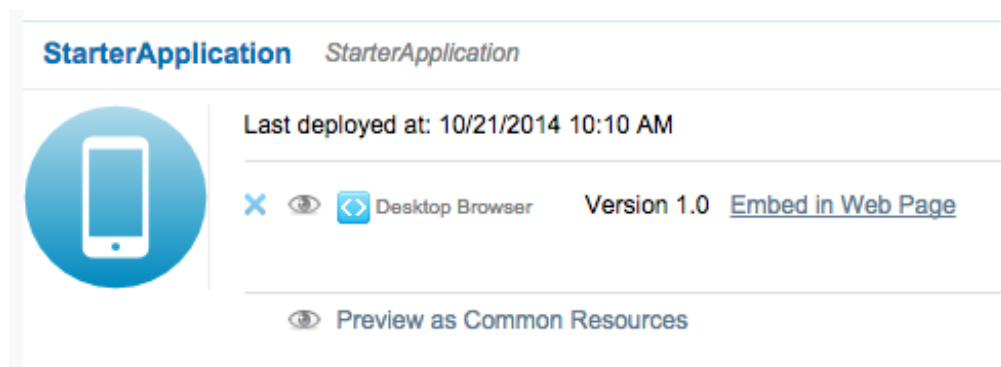 StarterApplication StarterApplication
Last deployed at: 10/21/2014 10:10 AM
Desktop Browser Version 1.0 Embed in Web Page
Preview as Common Resources